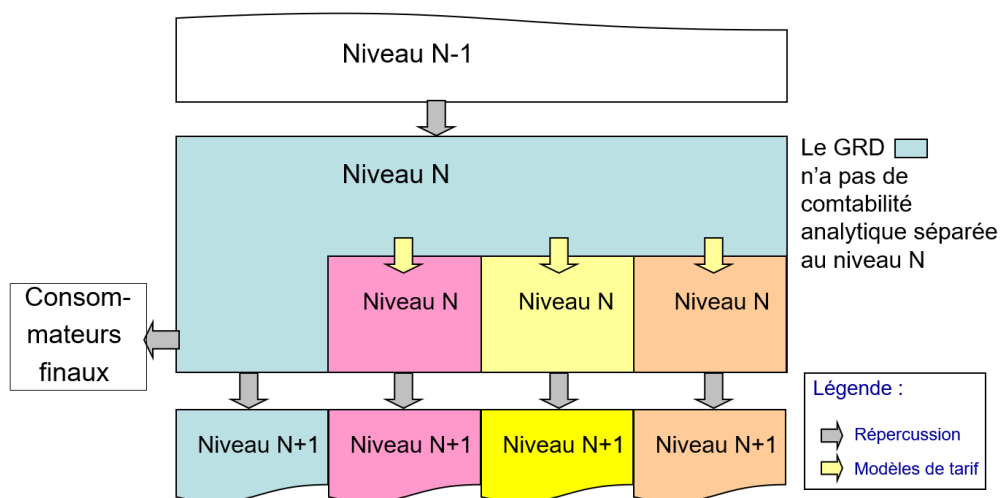 Niveau N-1
Niveau N
Le GRD
n'a pas de
comtabilité
analytique séparée
au niveau N
Niveau N
Niveau N
Niveau N
Consom-
mateurs
finaux
Niveau N+1
Niveau N+1
Niveau N+1
Niveau N+1
Légende :
Répercussion
Modèles de tarif